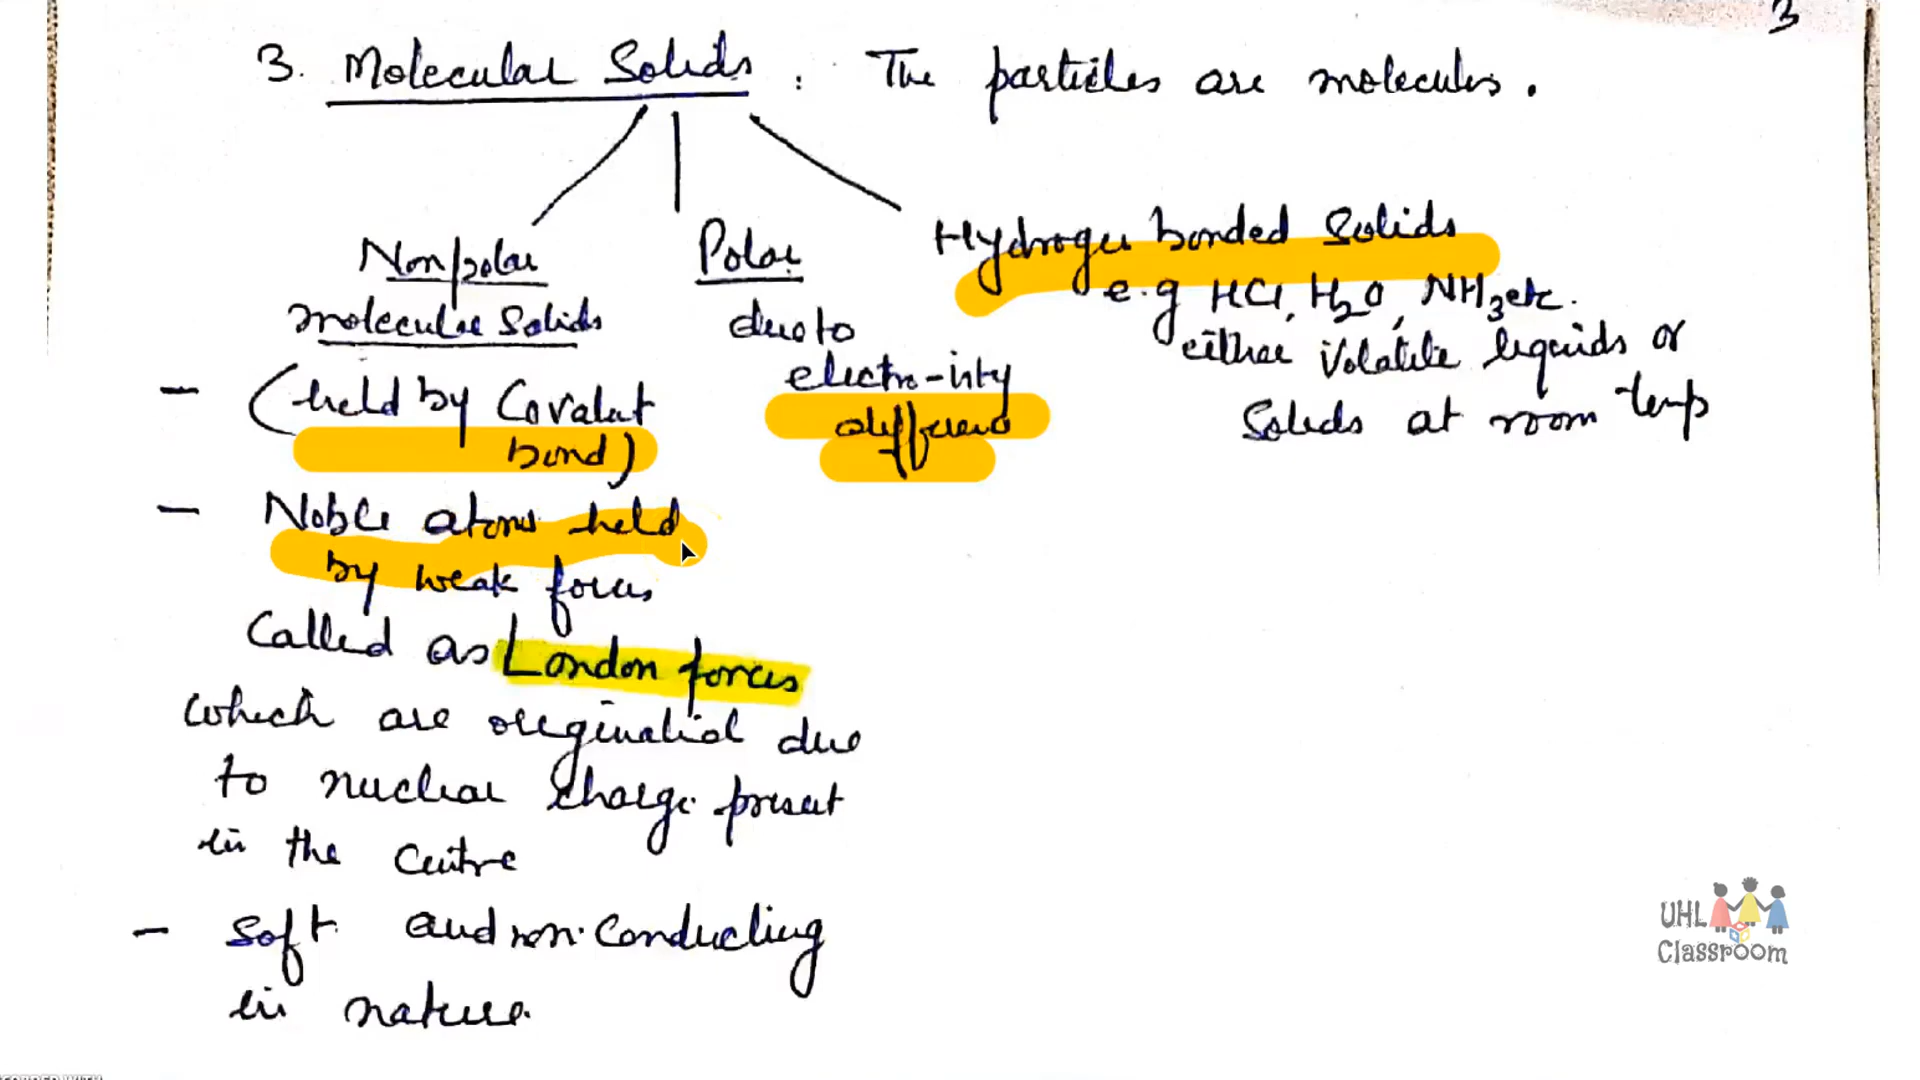 3
3. Molecular Solids : The particles are molecules.
Nonpolar
molecular solids
- (held by Covalent
bond)
- Noble atoms held
by weak forces
Called as London forces
which are originatiol due
to nuclear charge present
in the centre
- Soft and non-conducting
in nature.
Polar
due to
electro-ivity
difference
Hydrogen bonded Solids
e.g HCl, H2O, NH3 etc.
either Volatile liquids or
Solids at room temp
UHL
Classroom